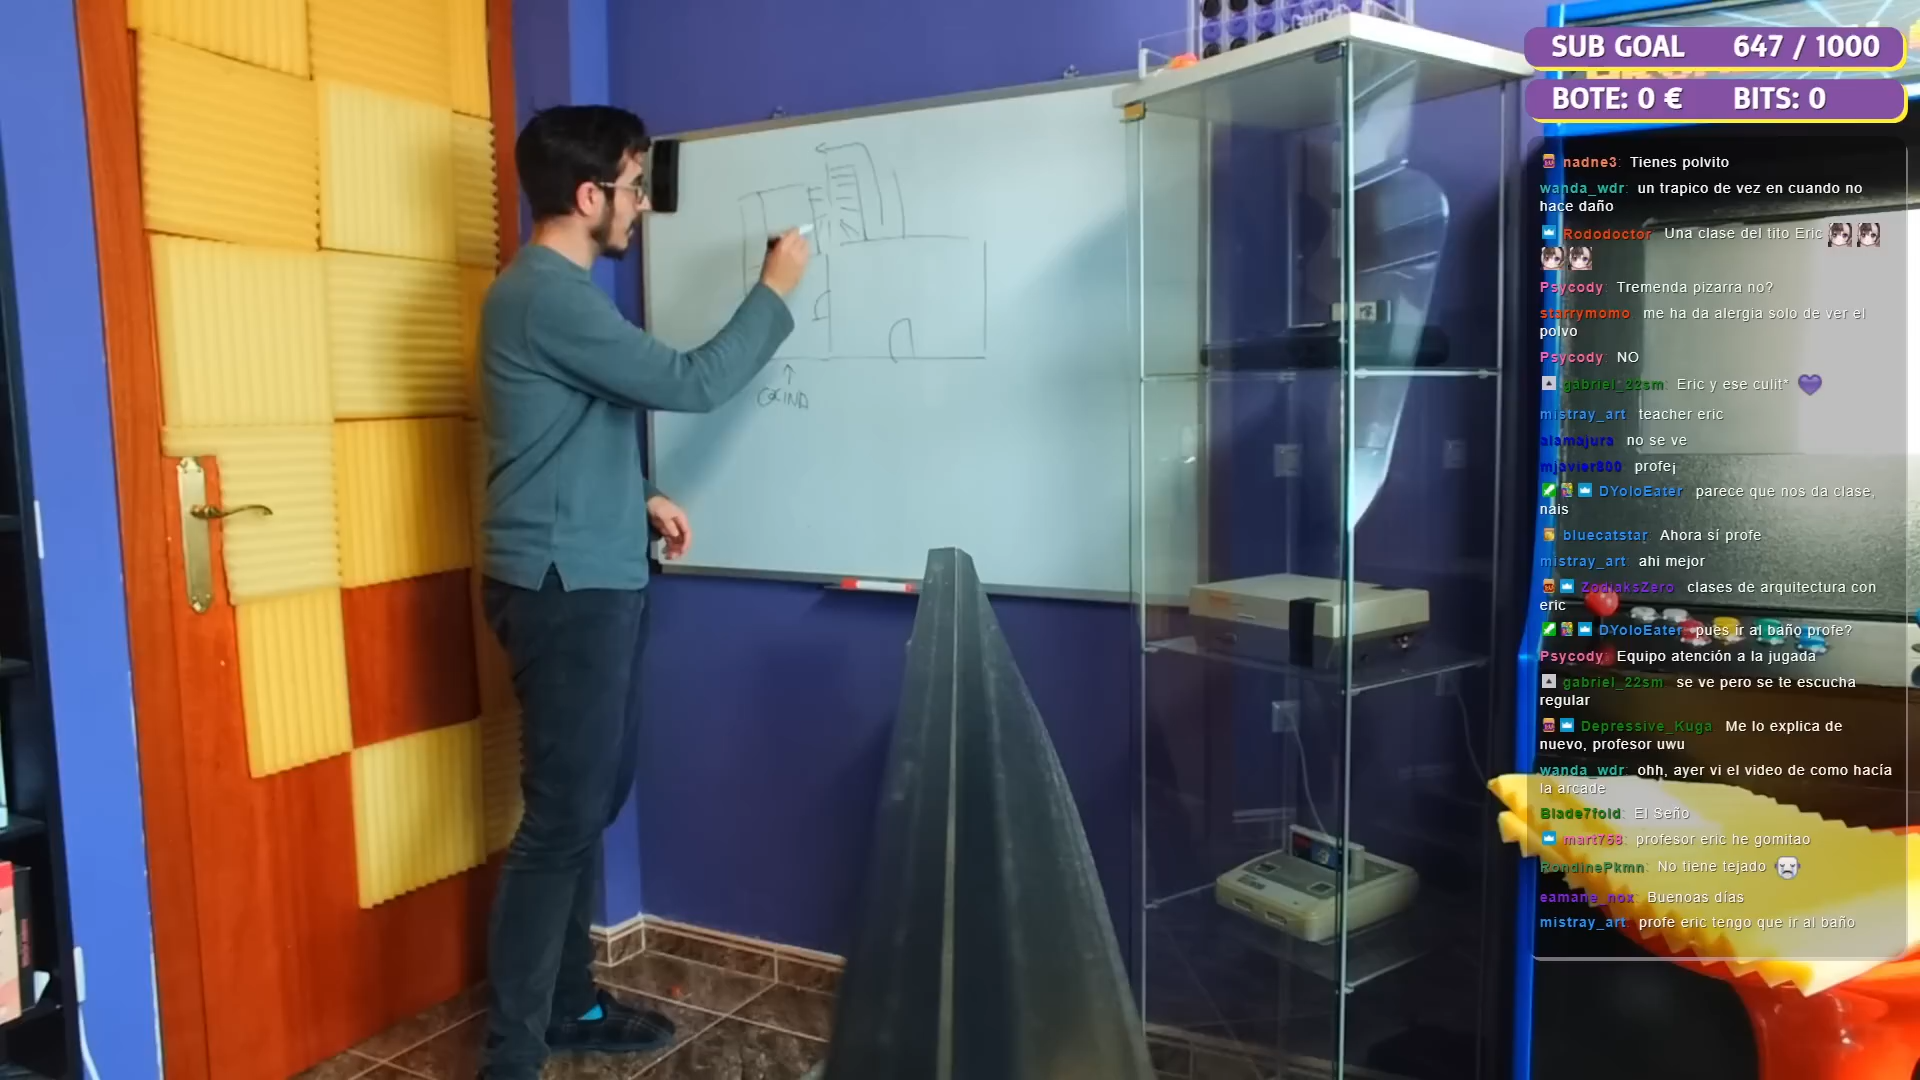 SUB GOAL 647 / 1000
BOTE: 0 € BITS: 0
nadne3: Tienes polvito
wanda_wdr: un trapico de vez en cuando no
hace daño
Rododoctor: Una clase del tito Eric
Psycody: Tremenda pizarra no?
starrymomo: me ha da alergia solo de ver el
polvo
Psycody: NO
gabriel_22sm: Eric y ese culit*
mistray_art: teacher eric
alamajura: no se ve
mjavier800: profe¡
DYoloEater: parece que nos da clase,
nais
bluecatstar: Ahora sí profe
mistray_art: ahi mejor
ZodiaksZero: clases de arquitectura con
eric
DYoloEater: pues ir al baño profe?
Psycody: Equipo atención a la jugada
gabriel_22sm: se ve pero se te escucha
regular
Depressive_Kuga: Me lo explica de
nuevo, profesor uwu
wanda_wdr: ohh, ayer vi el video de como hacía
la arcade
Blade7fold: El Seño
mart758: profesor eric he gomitao
RondinePkmn: No tiene tejado
eamane_nox: Buenoas días
mistray_art: profe eric tengo que ir al baño
COCINA